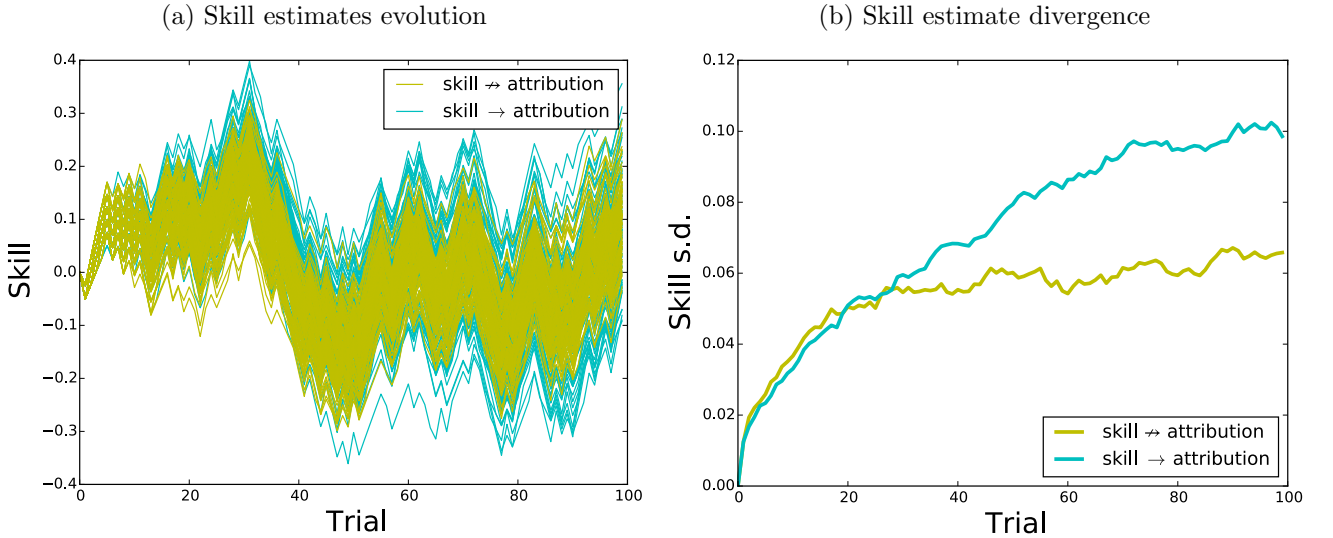 (a) Skill estimates evolution
0.4
0.3
0.2
0.1
0.0
−0.1
−0.2
−0.3
−0.4
Skill
skill ↛ attribution
skill → attribution
0 20 40 60 80 100
Trial
(b) Skill estimate divergence
0.12
0.10
0.08
0.06
0.04
0.02
0.00
Skill s.d.
skill ↛ attribution
skill → attribution
0 20 40 60 80 100
Trial